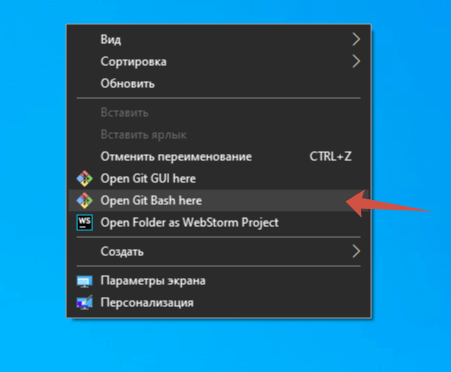 Вид
Сортировка
Обновить
Вставить
Вставить ярлык
Отменить переименование CTRL+Z
Open Git GUI here
Open Git Bash here
WS Open Folder as WebStorm Project
Создать
Параметры экрана
Персонализация